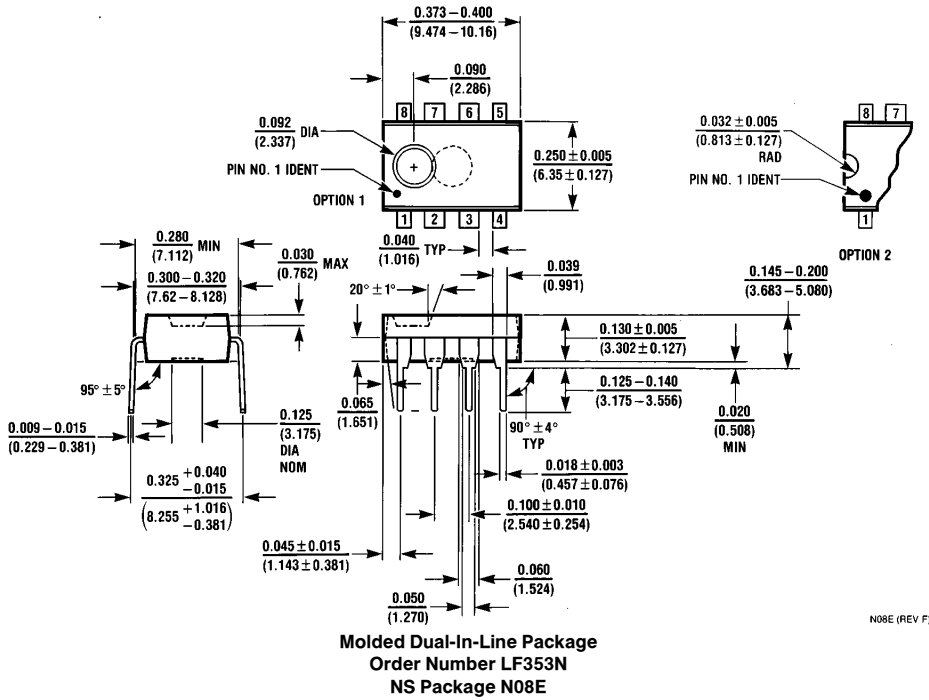 0.373–0.400
(9.474–10.16)
0.090
(2.286)
8 7 6 5
0.092 DIA
(2.337)
PIN NO. 1 IDENT
OPTION 1
0.250 ± 0.005
(6.35 ± 0.127)
1 2 3 4
0.032 ± 0.005
(0.813 ± 0.127)
RAD
PIN NO. 1 IDENT
8 7
1
OPTION 2
0.280 MIN
(7.112)
0.300–0.320
(7.62–8.128)
0.030 MAX
(0.762)
0.040 TYP
(1.016)
0.039
(0.991)
20° ±1°
0.145–0.200
(3.683–5.080)
0.130 ± 0.005
(3.302 ± 0.127)
0.125–0.140
(3.175–3.556)
0.020
(0.508)
MIN
95° ±5°
0.009–0.015
(0.229–0.381)
0.125
(3.175)
DIA
NOM
0.065
(1.651)
90° ±4°
TYP
0.018 ± 0.003
(0.457 ± 0.076)
0.325 +0.040
−0.015
(8.255 +1.016
−0.381)
0.100 ± 0.010
(2.540 ± 0.254)
0.045 ± 0.015
(1.143 ± 0.381)
0.060
(1.524)
0.050
(1.270)
N08E (REV F)
Molded Dual-In-Line Package
Order Number LF353N
NS Package N08E